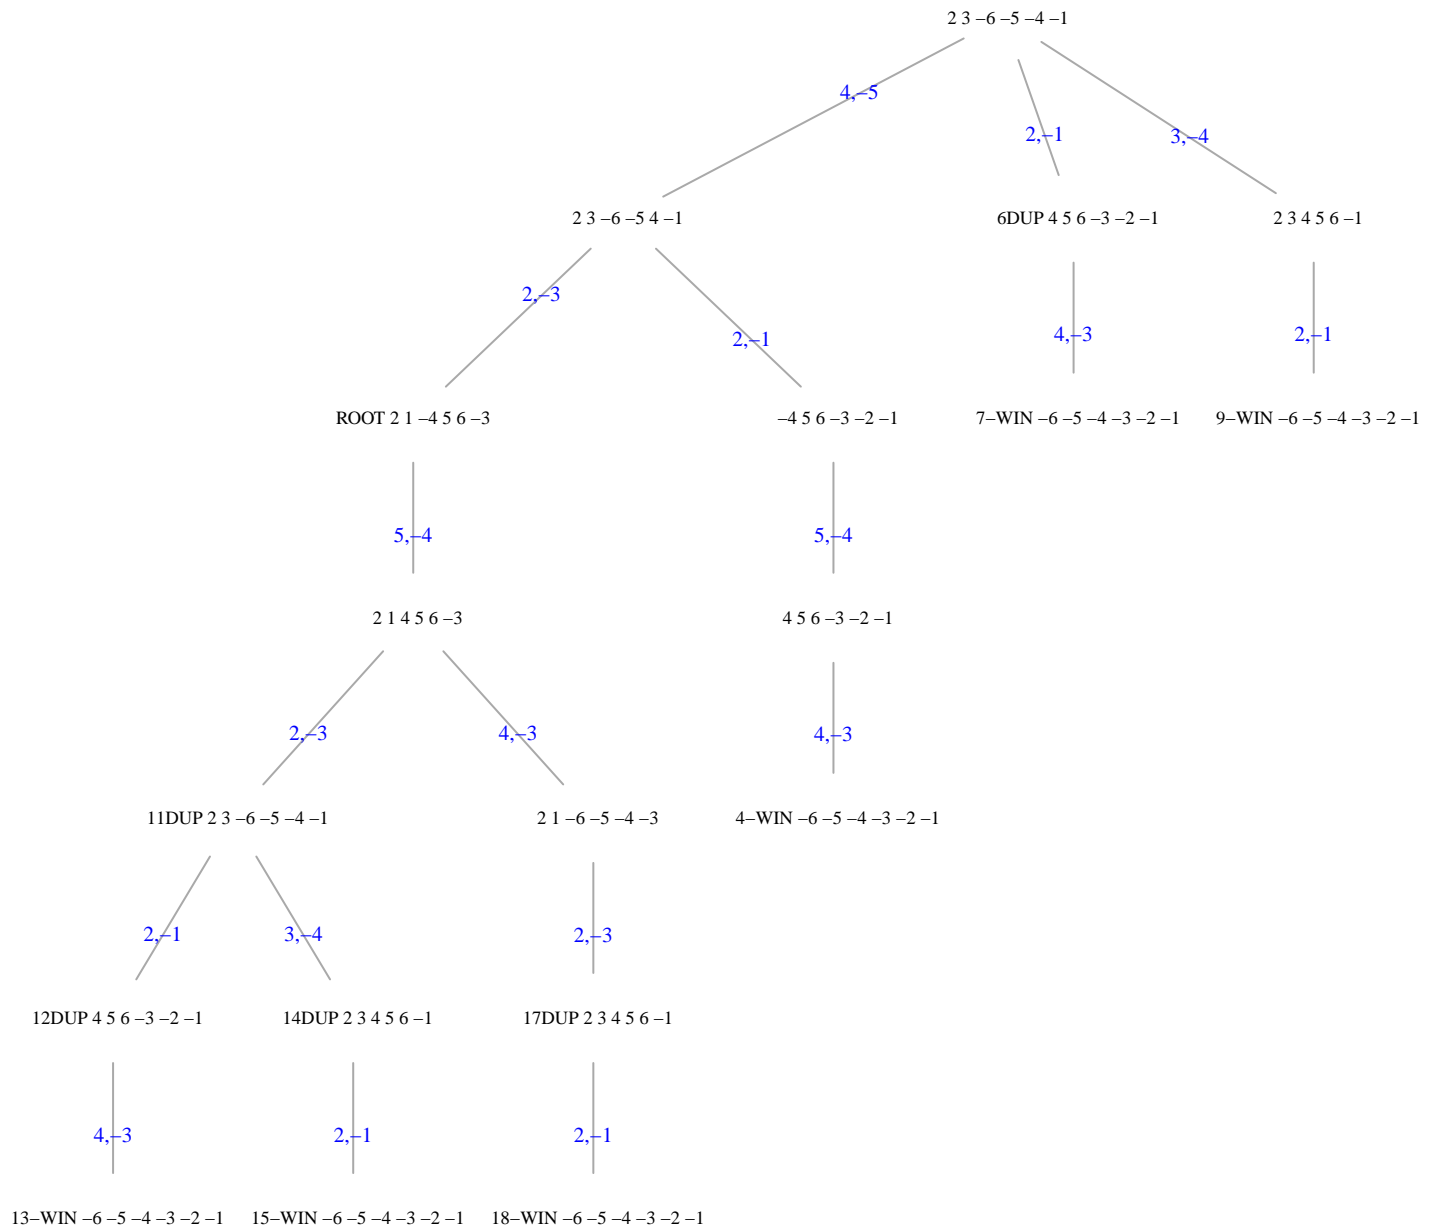 2 3 –6 –5 –4 –1
4,–5
2,–1
3,–4
2 3 –6 –5 4 –1
6DUP 4 5 6 –3 –2 –1
2 3 4 5 6 –1
2,–3
2,–1
4,–3
2,–1
ROOT 2 1 –4 5 6 –3
–4 5 6 –3 –2 –1
7–WIN –6 –5 –4 –3 –2 –1
9–WIN –6 –5 –4 –3 –2 –1
5,–4
5,–4
2 1 4 5 6 –3
4 5 6 –3 –2 –1
2,–3
4,–3
4,–3
11DUP 2 3 –6 –5 –4 –1
2 1 –6 –5 –4 –3
4–WIN –6 –5 –4 –3 –2 –1
2,–1
3,–4
2,–3
12DUP 4 5 6 –3 –2 –1
14DUP 2 3 4 5 6 –1
17DUP 2 3 4 5 6 –1
4,–3
2,–1
2,–1
13–WIN –6 –5 –4 –3 –2 –1
15–WIN –6 –5 –4 –3 –2 –1
18–WIN –6 –5 –4 –3 –2 –1